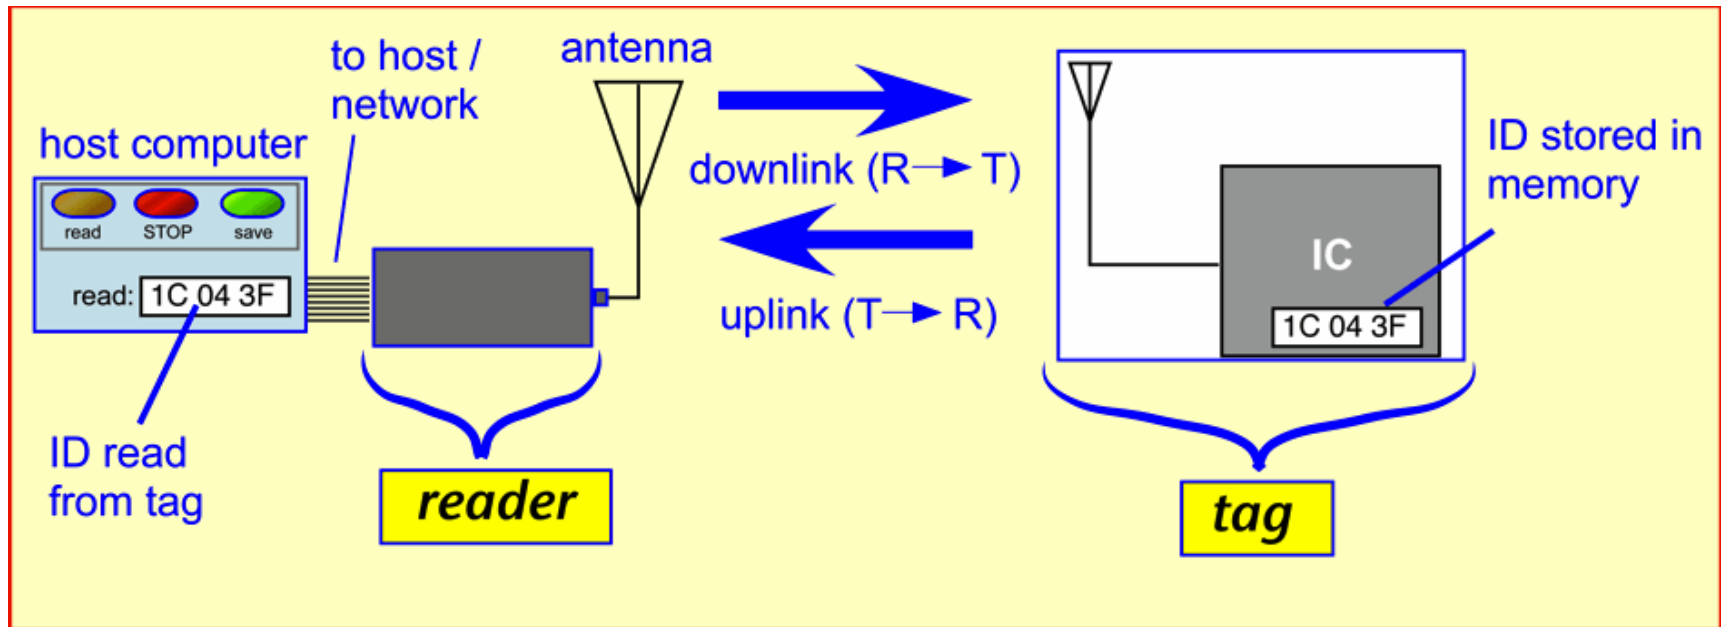 to host /
network
antenna
host computer
read
STOP
save
read:
1C 04 3F
ID read
from tag
reader
downlink (R→T)
uplink (T→R)
IC
1C 04 3F
ID stored in
memory
tag